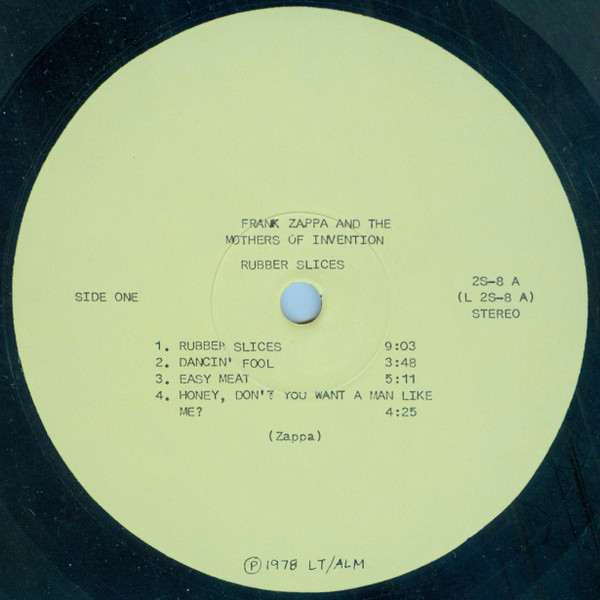 FRANK ZAPPA AND THE
MOTHERS OF INVENTION
RUBBER SLICES
SIDE ONE
2S-8 A
(L 2S-8 A)
STEREO
1. RUBBER SLICES 9:03
2. DANCIN' FOOL 3:48
3. EASY MEAT 5:11
4. HONEY, DON'T YOU WANT A MAN LIKE
ME? 4:25
(Zappa)
Ⓟ 1978 LT/ALM